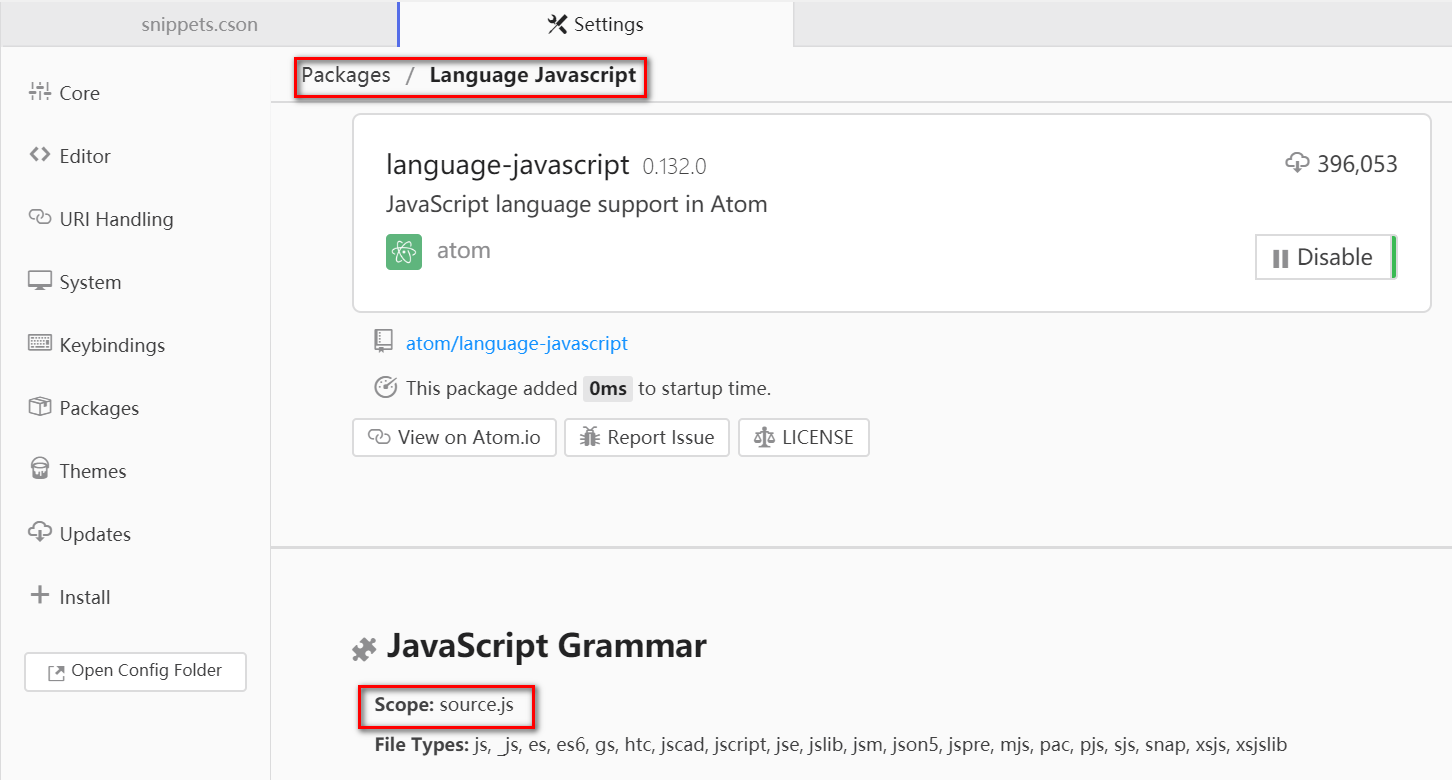 snippets.cson
Settings
Core
Editor
URI Handling
System
Keybindings
Packages
Themes
Updates
Install
Open Config Folder
Packages / Language Javascript
language-javascript 0.132.0
396,053
JavaScript language support in Atom
atom
Disable
atom/language-javascript
This package added 0ms to startup time.
View on Atom.io
Report Issue
LICENSE
JavaScript Grammar
Scope: source.js
File Types: js, _js, es, es6, gs, htc, jscad, jscript, jse, jslib, jsm, json5, jspre, mjs, pac, pjs, sjs, snap, xsjs, xsjslib